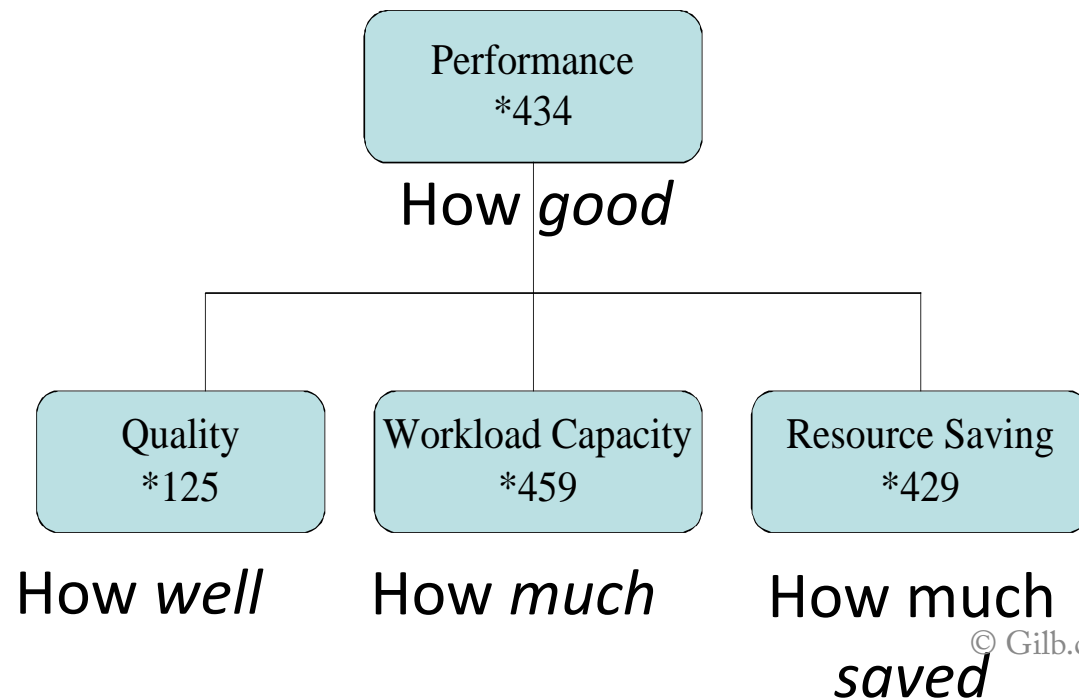 Performance
*434
How good
Quality
*125
Workload Capacity
*459
Resource Saving
*429
How well
How much
How much
saved
© Gilb.c